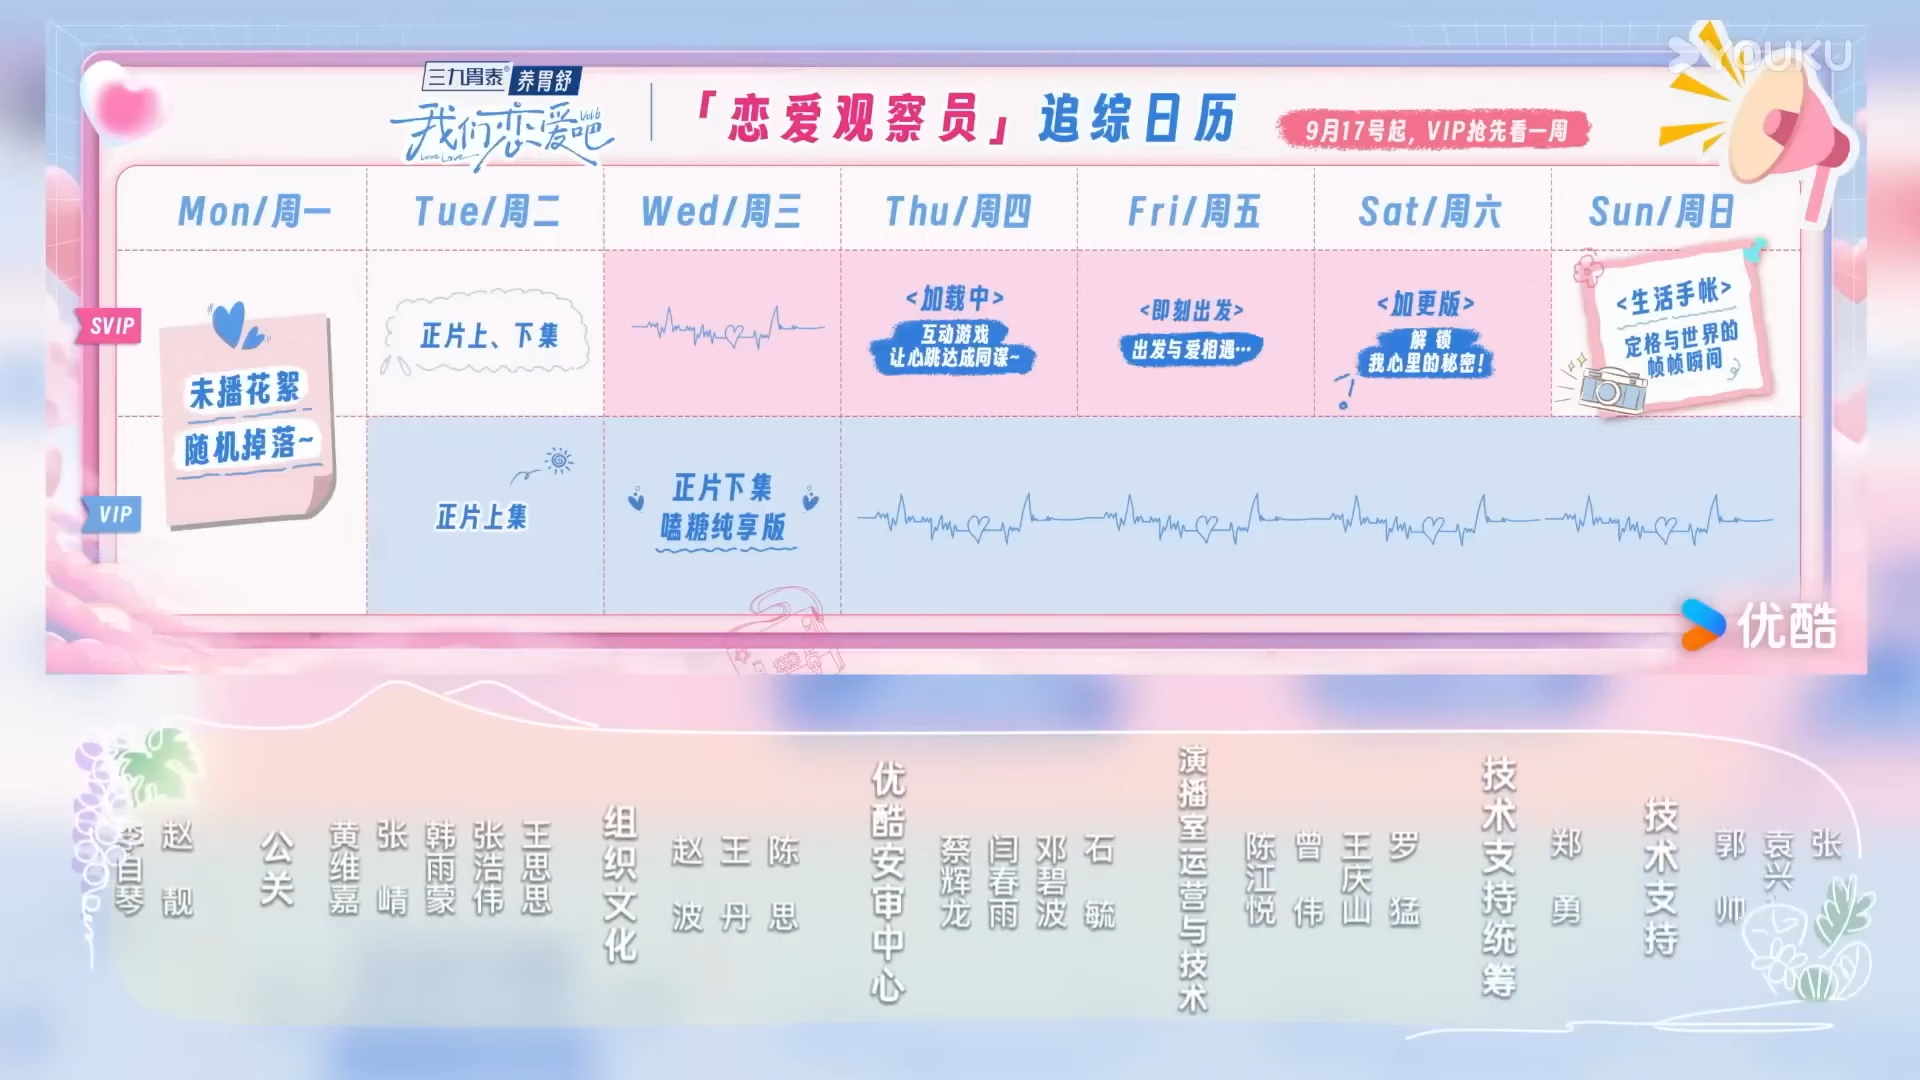 YOUKU
三九胃泰® 养胃舒
我们恋爱吧
Vol.6
Love Love
「恋爱观察员」追综日历
9月17号起，VIP抢先看一周
Mon/周一
Tue/周二
Wed/周三
Thu/周四
Fri/周五
Sat/周六
Sun/周日
SVIP
未播花絮
随机掉落~
正片上、下集
<加载中>
互动游戏
让心跳达成同谋~
<即刻出发>
出发与爱相遇…
<加更版>
解锁
我心里的秘密！
<生活手帐>
定格与世界的
帧帧瞬间
VIP
正片上集
正片下集
嗑糖纯享版
优酷
李自琴
赵靓
公关
黄维嘉
张崝
韩雨蒙
张浩伟
王思思
组织文化
赵波
王丹
陈思
优酷安审中心
蔡辉龙
闫春雨
邓碧波
石毓
演播室运营与技术
陈江悦
曾伟
王庆山
罗猛
技术支持统筹
郑勇
技术支持
郭帅
袁兴
张